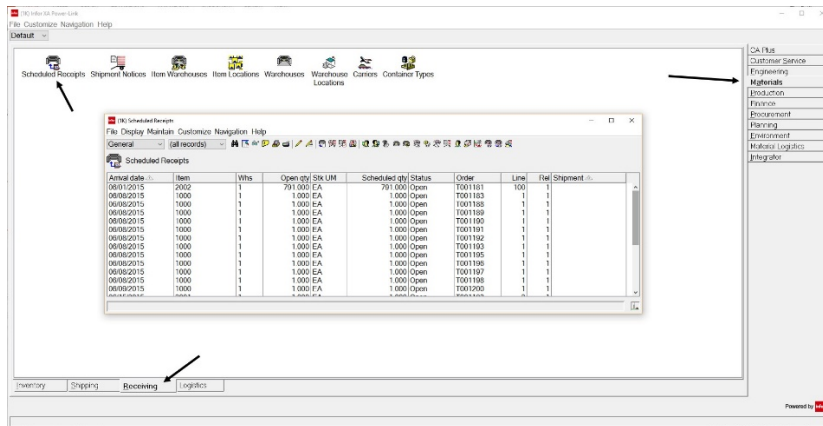 (1K) Infor XA Power-Link
File Customize Navigation Help
Default
Scheduled Receipts Shipment Notices Item Warehouses Item Locations Warehouses Warehouse Locations Carriers Container Types
CA Plus
Customer Service
Engineering
Materials
Production
Finance
Procurement
Planning
Environment
Material Logistics
Integrator
(1K) Scheduled Receipts
File Display Maintain Customize Navigation Help
General (all records)
Scheduled Receipts
Arrival date Item Whs Open qty Stk UM Scheduled qty Status Order Line Rel Shipment
06/01/2015 2002 1 791.000 EA 791.000 Open T001181 100 1
06/08/2015 1000 1 1.000 EA 1.000 Open T001183 1 1
06/08/2015 1000 1 1.000 EA 1.000 Open T001188 1 1
06/08/2015 1000 1 1.000 EA 1.000 Open T001189 1 1
06/08/2015 1000 1 1.000 EA 1.000 Open T001190 1 1
06/08/2015 1000 1 1.000 EA 1.000 Open T001191 1 1
06/08/2015 1000 1 1.000 EA 1.000 Open T001192 1 1
06/08/2015 1000 1 1.000 EA 1.000 Open T001193 1 1
06/08/2015 1000 1 1.000 EA 1.000 Open T001195 1 1
06/08/2015 1000 1 1.000 EA 1.000 Open T001196 1 1
06/08/2015 1000 1 1.000 EA 1.000 Open T001197 1 1
06/08/2015 1000 1 1.000 EA 1.000 Open T001198 1 1
06/08/2015 1000 1 1.000 EA 1.000 Open T001200 1 1
Inventory Shipping Receiving Logistics
Powered by